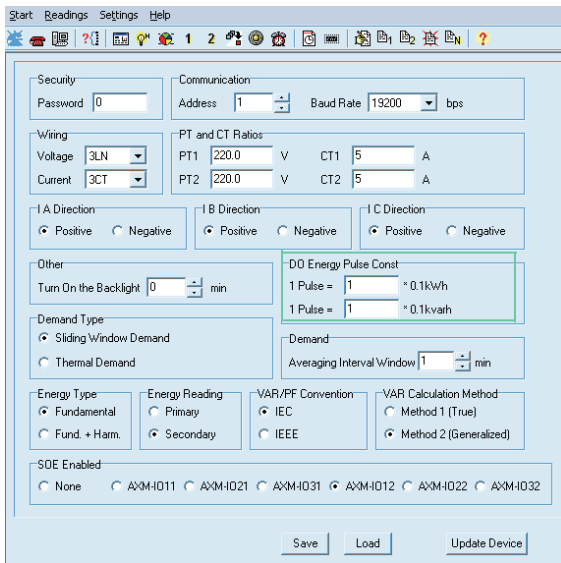 Start Readings Settings Help
?{} 1 2 1 2 N ?
Security
Password 0
Communication
Address 1 Baud Rate 19200 bps
Wiring
Voltage 3LN
Current 3CT
PT and CT Ratios
PT1 220.0 V CT1 5 A
PT2 220.0 V CT2 5 A
I A Direction
Positive Negative
I B Direction
Positive Negative
I C Direction
Positive Negative
Other
Turn On the Backlight 0 min
DO Energy Pulse Const
1 Pulse = 1 * 0.1kWh
1 Pulse = 1 * 0.1kvarh
Demand Type
Sliding Window Demand
Thermal Demand
Demand
Averaging Interval Window 1 min
Energy Type
Fundamental
Fund. + Harm.
Energy Reading
Primary
Secondary
VAR/PF Convention
IEC
IEEE
VAR Calculation Method
Method 1 (True)
Method 2 (Generalized)
SOE Enabled
None AXM-IO11 AXM-IO21 AXM-IO31 AXM-IO12 AXM-IO22 AXM-IO32
Save Load Update Device